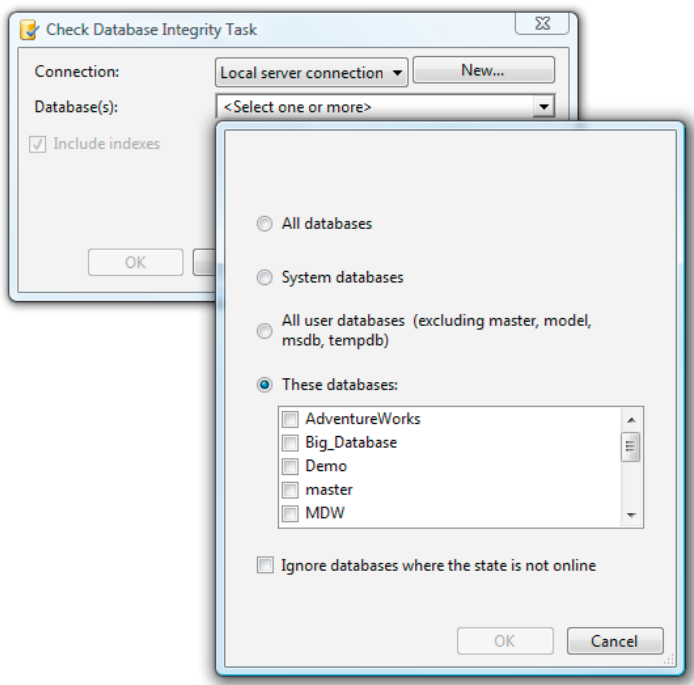 Check Database Integrity Task
Connection:
Local server connection
New...
Database(s):
<Select one or more>
Include indexes
OK
All databases
System databases
All user databases (excluding master, model,
msdb, tempdb)
These databases:
AdventureWorks
Big_Database
Demo
master
MDW
Ignore databases where the state is not online
OK
Cancel